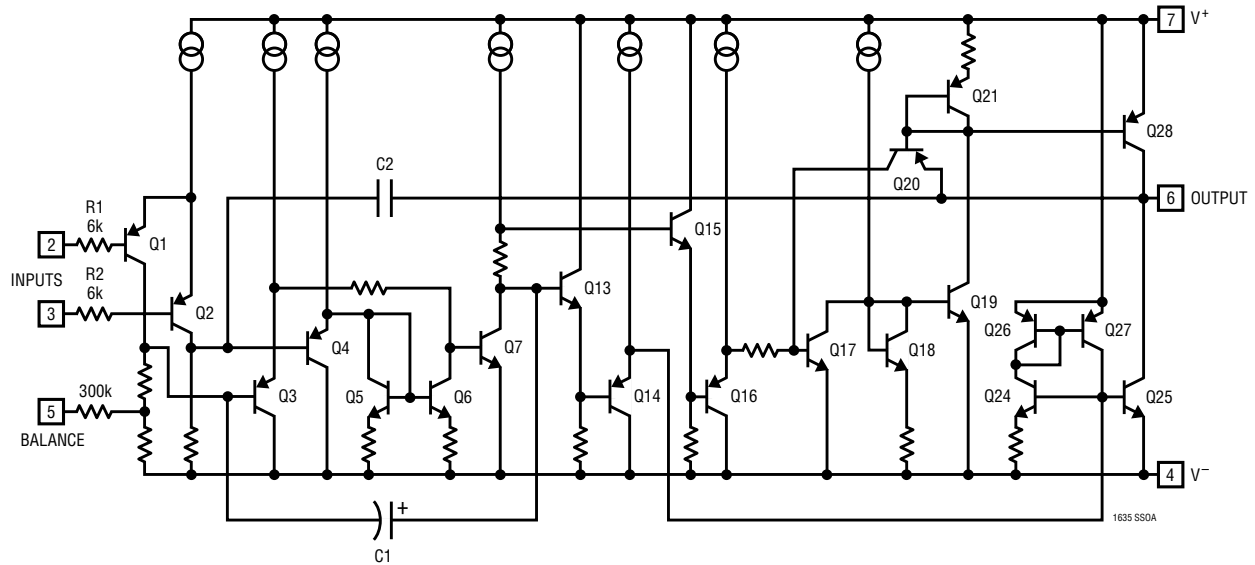 7 V+
Q21
Q28
C2
Q20
6 OUTPUT
R1
6k
2
Q1
Q15
INPUTS
R2
6k
3
Q2
Q13
Q19
Q4
Q7
Q17
Q18
Q26
Q27
300k
5
BALANCE
Q3
Q5
Q6
Q14
Q16
Q24
Q25
4 V−
+
C1
1635 SSOA